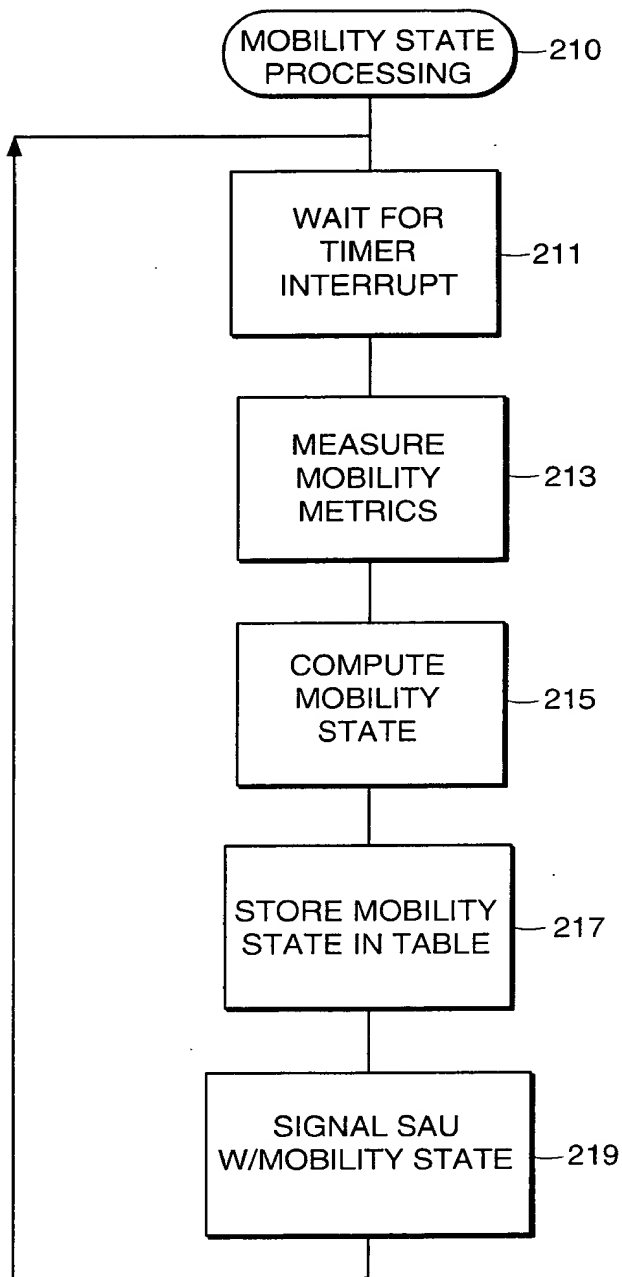 MOBILITY STATE
PROCESSING
210
WAIT FOR
TIMER
INTERRUPT
211
MEASURE
MOBILITY
METRICS
213
COMPUTE
MOBILITY
STATE
215
STORE MOBILITY
STATE IN TABLE
217
SIGNAL SAU
W/MOBILITY STATE
219